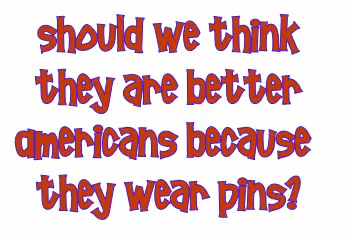 should we think
they are better
americans because
they wear pins?